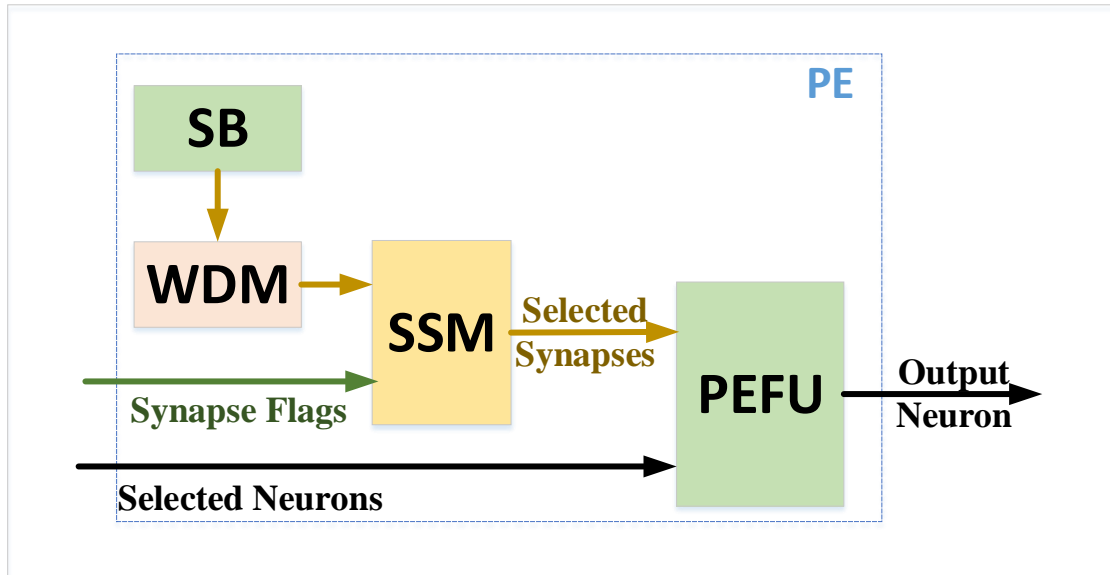 PE
SB
WDM
SSM
Selected
Synapses
Synapse Flags
PEFU
Output
Neuron
Selected Neurons